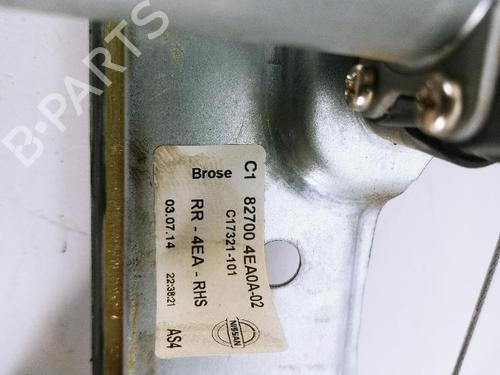 B-PARTS
Brose
C1 82700 4EA0A-02
C17321-101
RR - 4EA - RHS
03.07.14 22:38:21 AS4
NISSAN